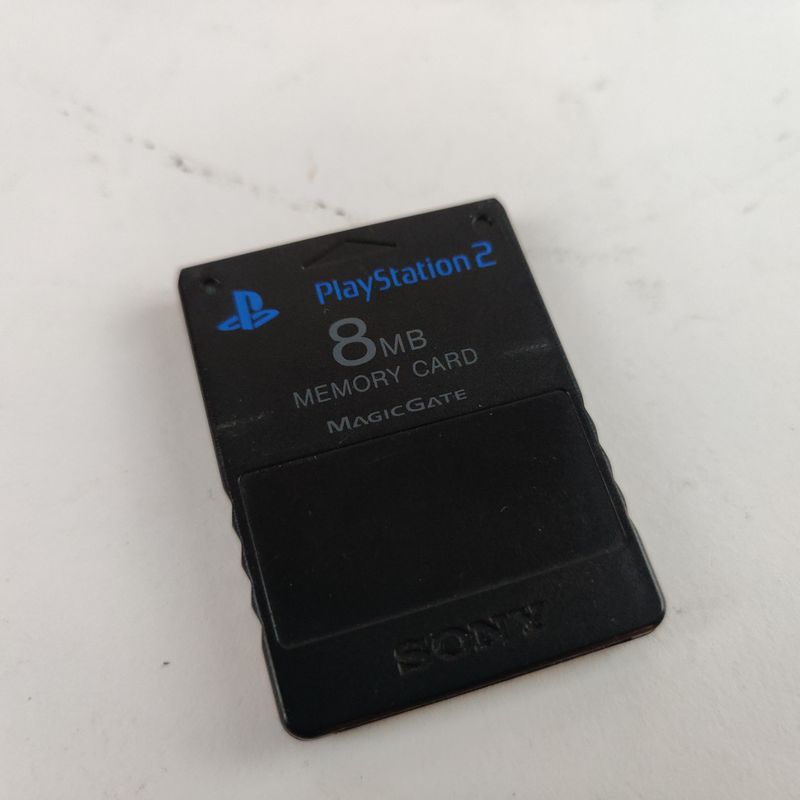 PlayStation 2
8MB
MEMORY CARD
MAGICGATE
SONY